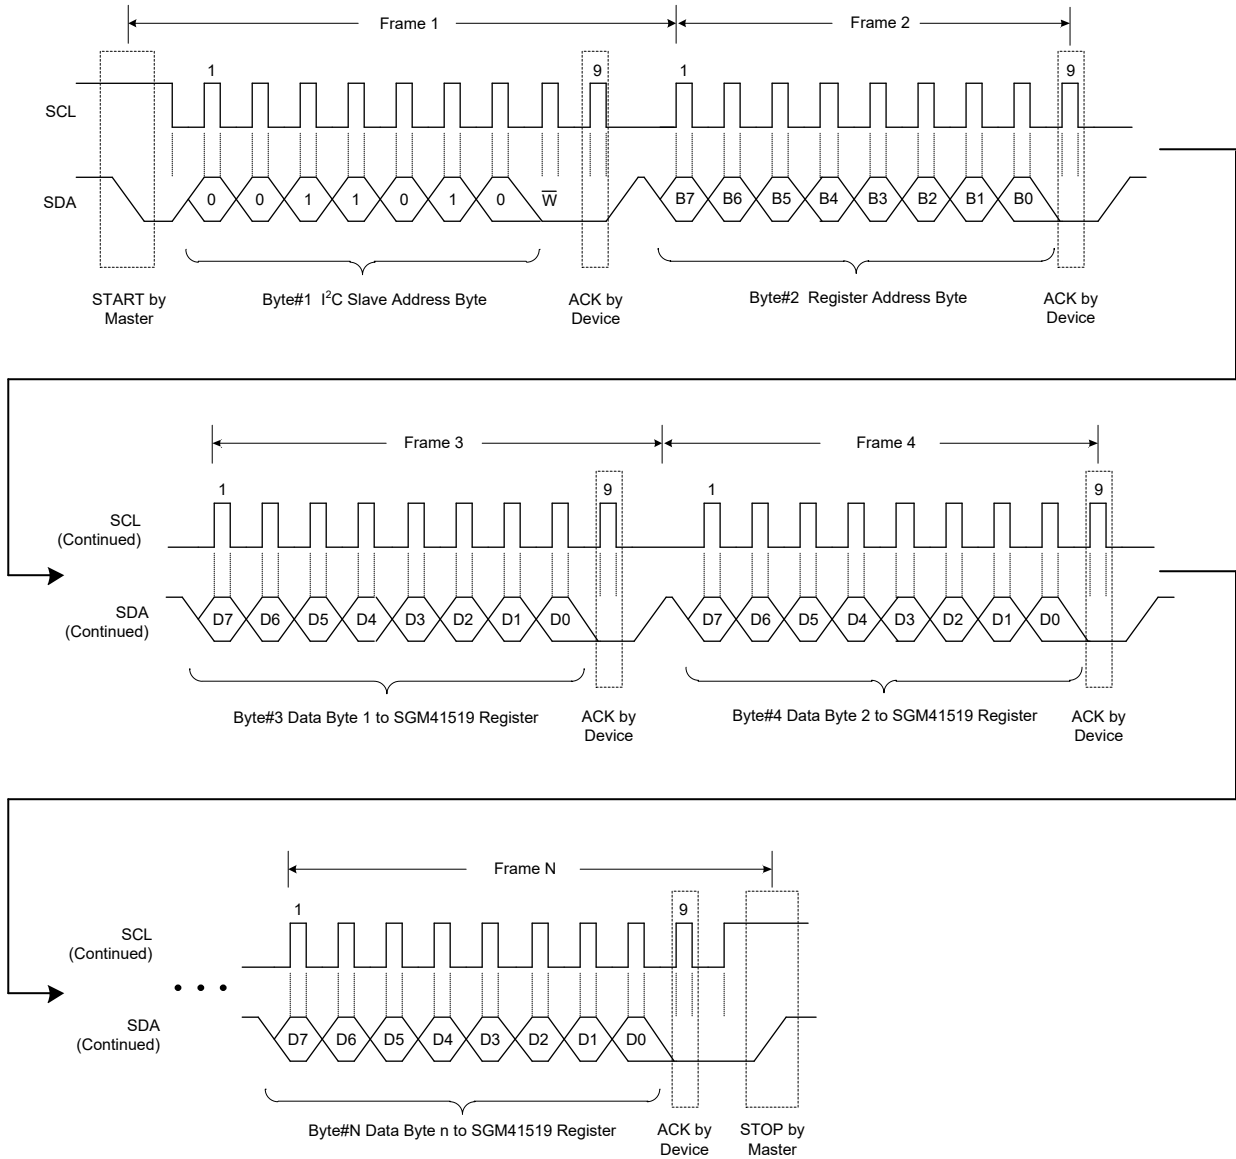 Frame 1
Frame 2
1
9
1
9
SCL
SDA
0 0 1 1 0 1 0 W̅
B7 B6 B5 B4 B3 B2 B1 B0
START by
Master
Byte#1 I²C Slave Address Byte
ACK by
Device
Byte#2 Register Address Byte
ACK by
Device
Frame 3
Frame 4
1
9
1
9
SCL
(Continued)
SDA
(Continued)
D7 D6 D5 D4 D3 D2 D1 D0
D7 D6 D5 D4 D3 D2 D1 D0
Byte#3 Data Byte 1 to SGM41519 Register
ACK by
Device
Byte#4 Data Byte 2 to SGM41519 Register
ACK by
Device
Frame N
1
9
SCL
(Continued)
• • •
SDA
(Continued)
D7 D6 D5 D4 D3 D2 D1 D0
Byte#N Data Byte n to SGM41519 Register
ACK by
Device
STOP by
Master